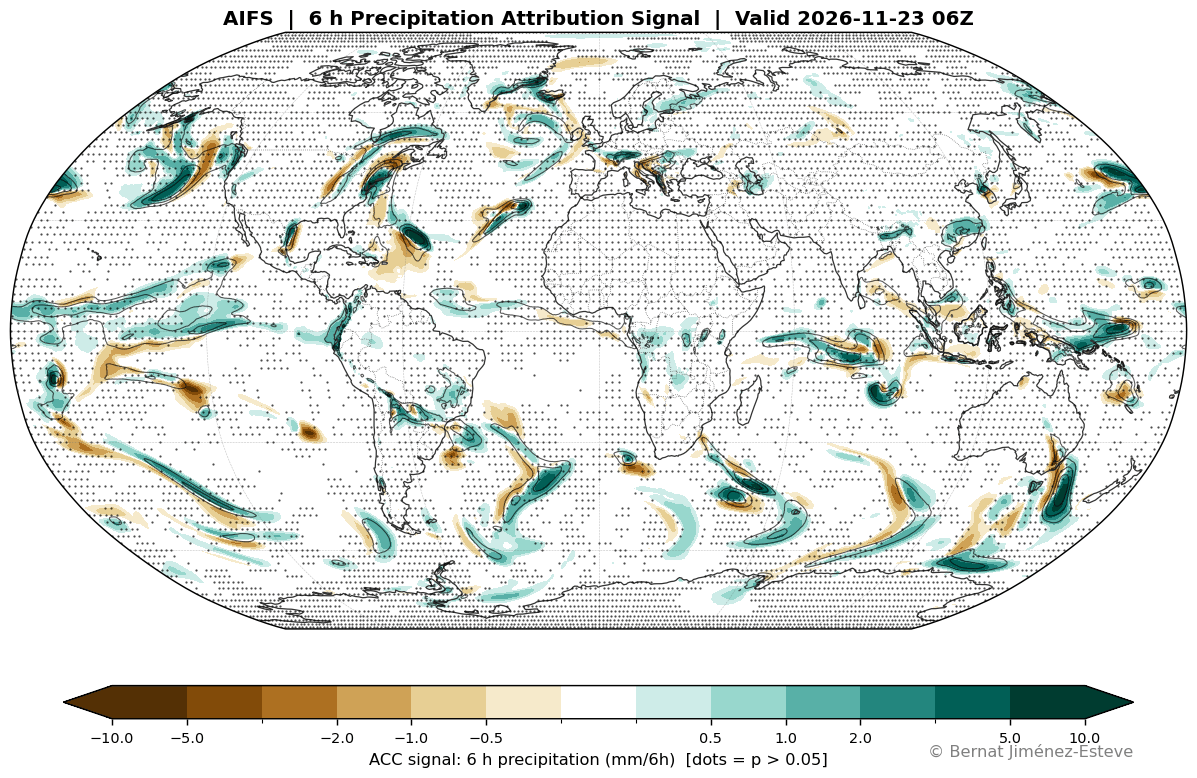 AIFS | 6 h Precipitation Attribution Signal | Valid 2026-11-23 06Z
−10.0 −5.0 −2.0 −1.0 −0.5 0.5 1.0 2.0 5.0 10.0
ACC signal: 6 h precipitation (mm/6h) [dots = p > 0.05]
© Bernat Jiménez-Esteve